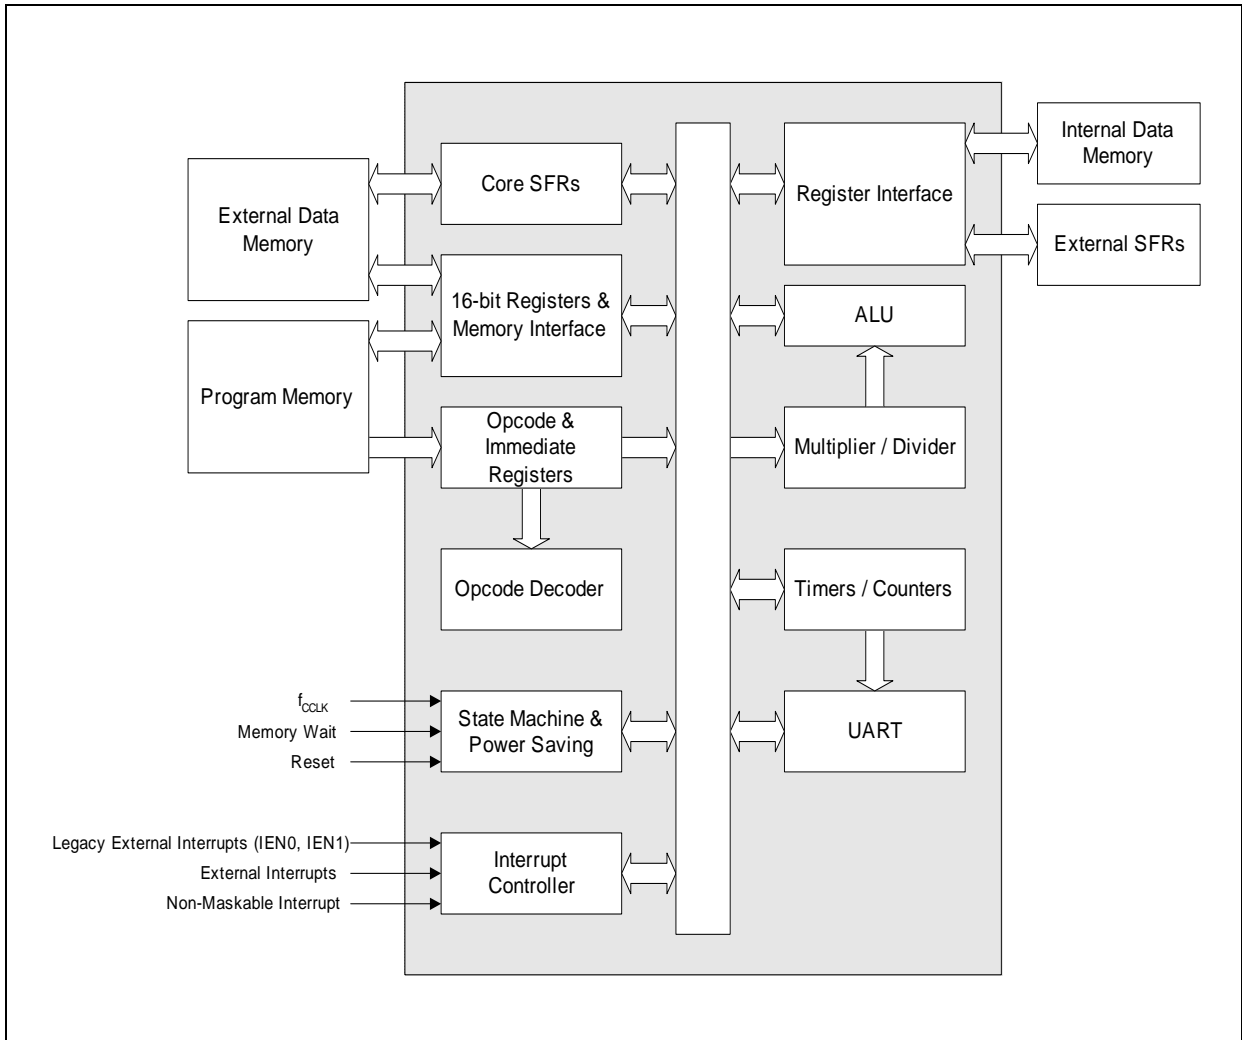 Internal Data
Memory
Core SFRs
Register Interface
External Data
Memory
External SFRs
16-bit Registers &
Memory Interface
ALU
Program Memory
Opcode &
Immediate
Registers
Multiplier / Divider
Opcode Decoder
Timers / Counters
fCCLK
Memory Wait
Reset
State Machine &
Power Saving
UART
Legacy External Interrupts (IEN0, IEN1)
External Interrupts
Non-Maskable Interrupt
Interrupt
Controller